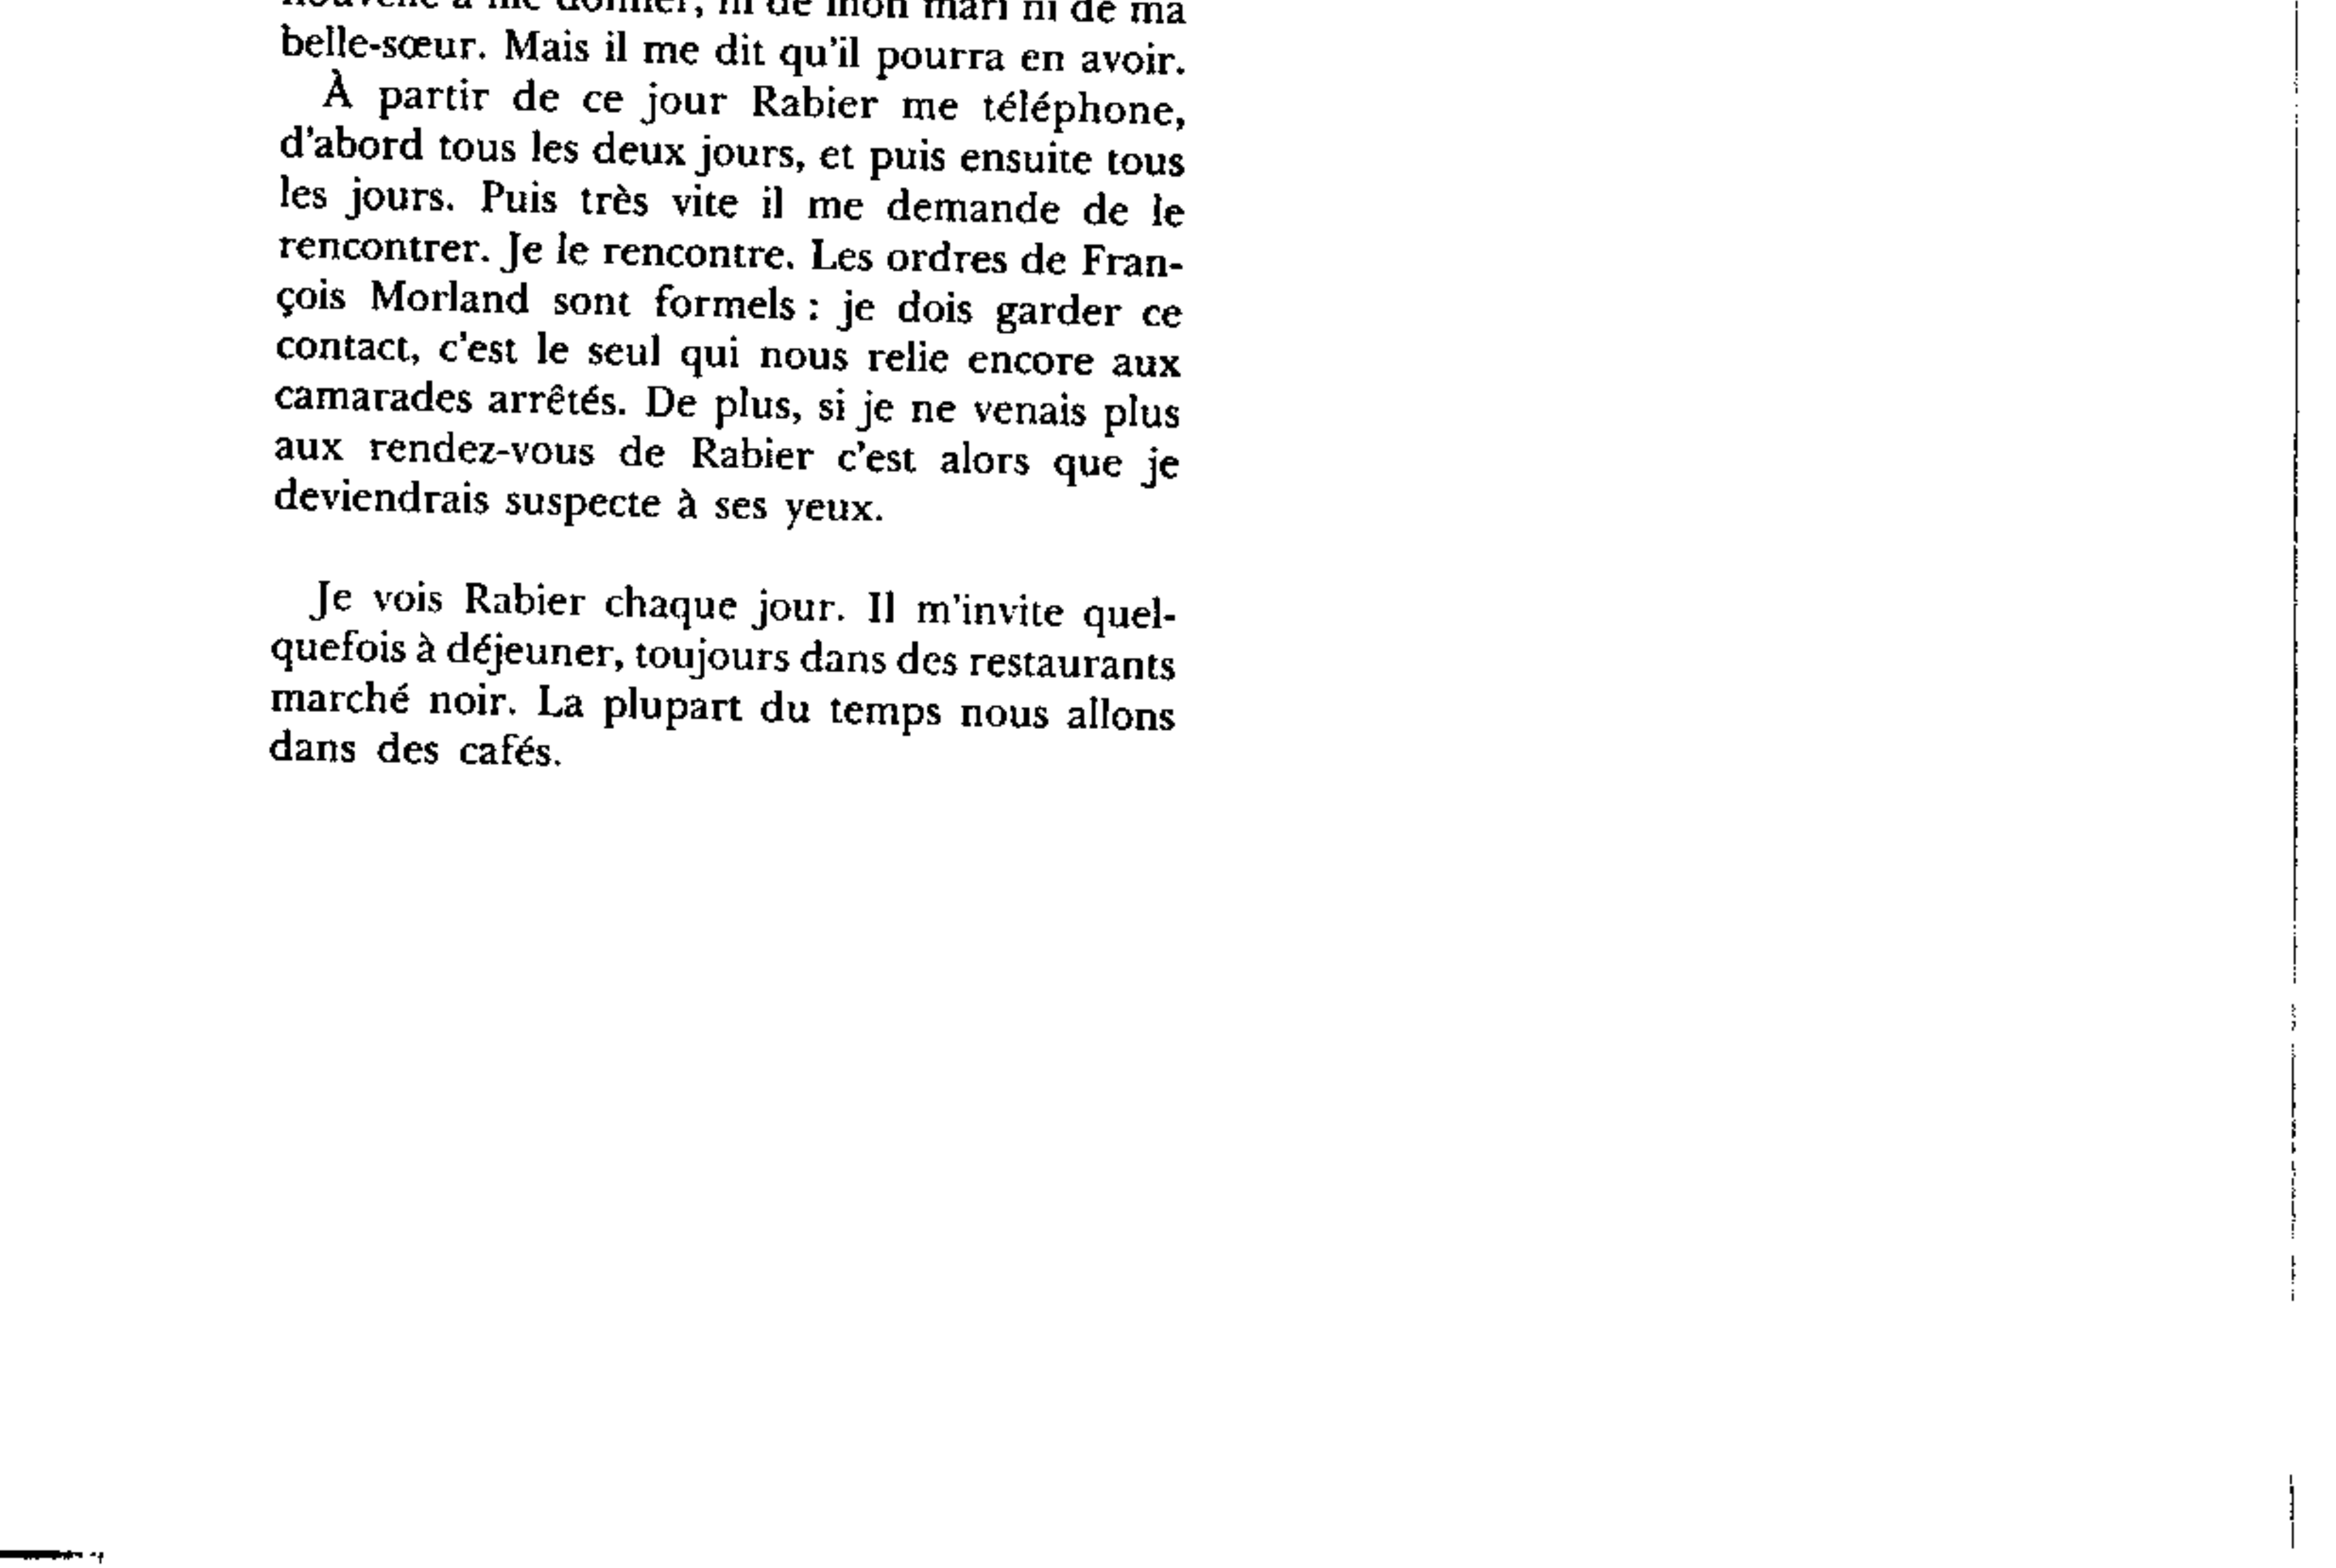 nouvelle à me donner, ni de mon mari ni de ma
belle-sœur. Mais il me dit qu'il pourra en avoir.
À partir de ce jour Rabier me téléphone,
d'abord tous les deux jours, et puis ensuite tous
les jours. Puis très vite il me demande de le
rencontrer. Je le rencontre. Les ordres de Fran-
çois Morland sont formels : je dois garder ce
contact, c'est le seul qui nous relie encore aux
camarades arrêtés. De plus, si je ne venais plus
aux rendez-vous de Rabier c'est alors que je
deviendrais suspecte à ses yeux.
Je vois Rabier chaque jour. Il m'invite quel-
quefois à déjeuner, toujours dans des restaurants
marché noir. La plupart du temps nous allons
dans des cafés.